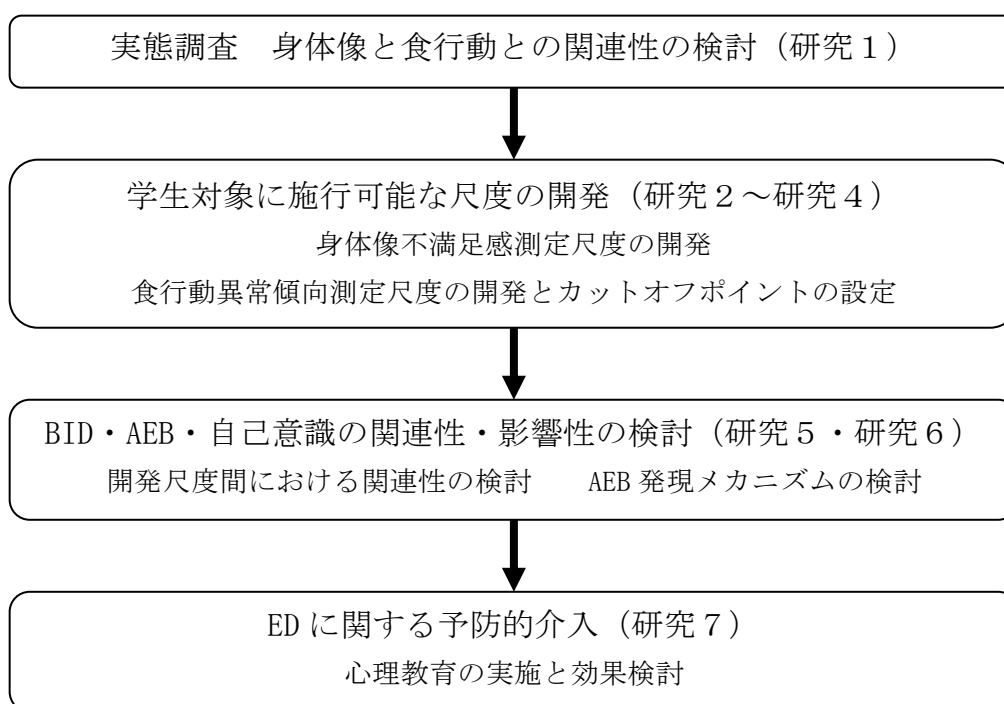 実態調査　身体像と食行動との関連性の検討（研究１）
学生対象に施行可能な尺度の開発（研究２～研究４）
身体像不満足感測定尺度の開発
食行動異常傾向測定尺度の開発とカットオフポイントの設定
BID・AEB・自己意識の関連性・影響性の検討（研究５・研究６）
開発尺度間における関連性の検討　　AEB 発現メカニズムの検討
ED に関する予防的介入（研究７）
心理教育の実施と効果検討